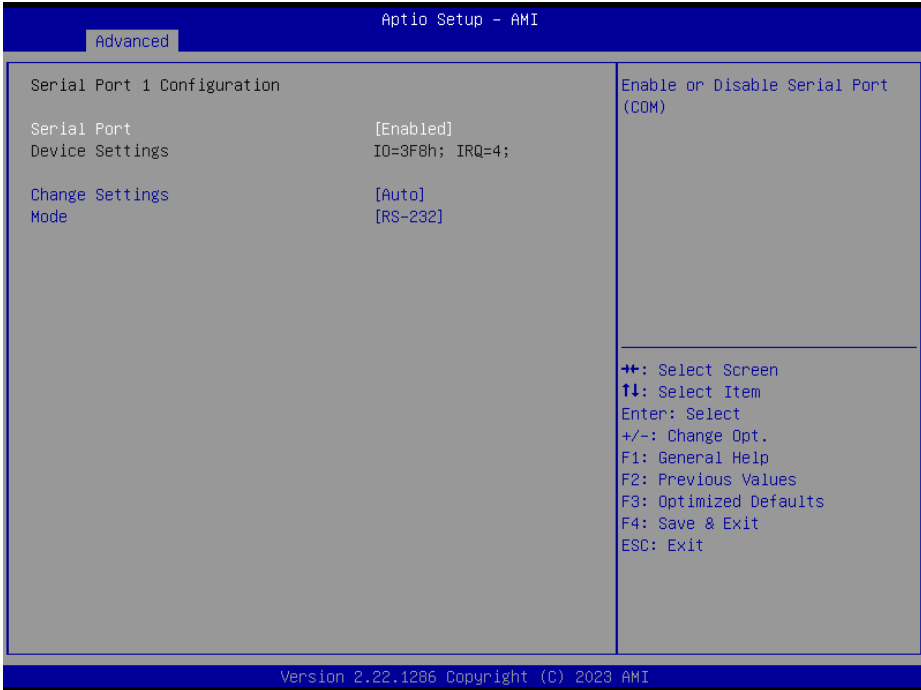 Aptio Setup – AMI
Advanced
Serial Port 1 Configuration
Serial Port [Enabled]
Device Settings IO=3F8h; IRQ=4;
Change Settings [Auto]
Mode [RS-232]
Enable or Disable Serial Port
(COM)
→←: Select Screen
↑↓: Select Item
Enter: Select
+/-: Change Opt.
F1: General Help
F2: Previous Values
F3: Optimized Defaults
F4: Save & Exit
ESC: Exit
Version 2.22.1286 Copyright (C) 2023 AMI